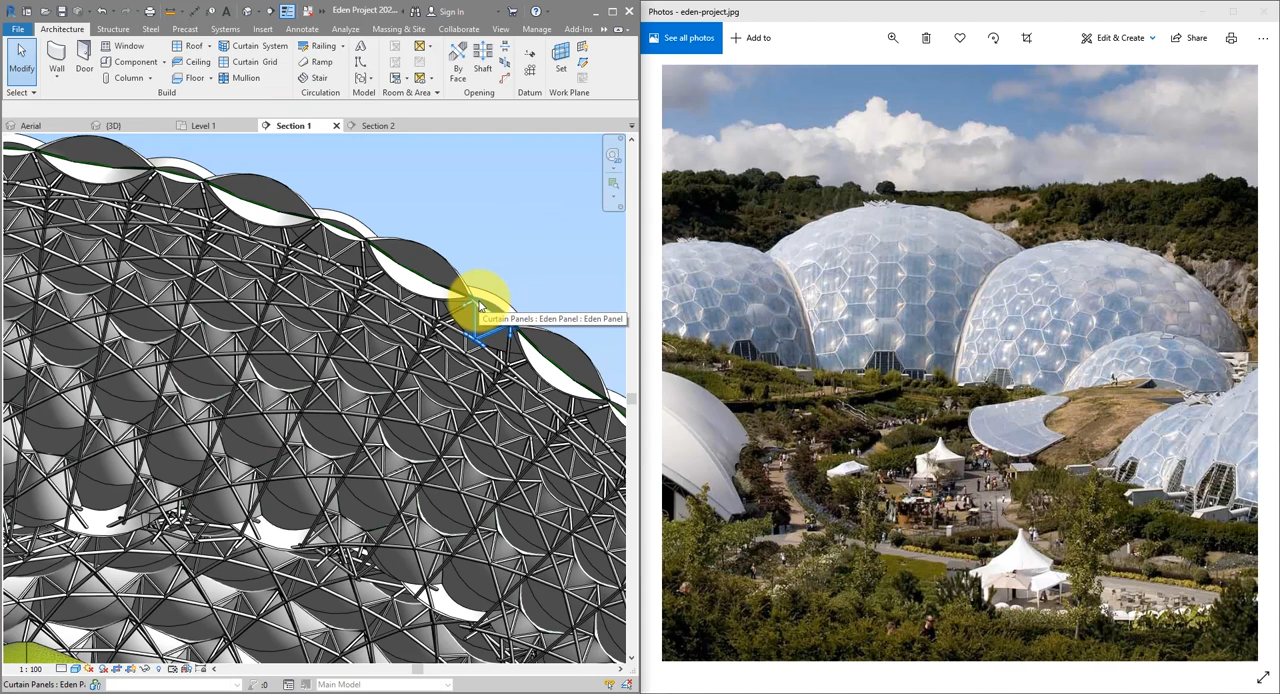 Eden Project 202...
Sign In
File
Architecture
Structure
Steel
Precast
Systems
Insert
Annotate
Analyze
Massing & Site
Collaborate
View
Manage
Add-Ins
Modify
Wall
Door
Window
Component
Column
Roof
Ceiling
Floor
Curtain System
Curtain Grid
Mullion
Railing
Ramp
Stair
By
Face
Shaft
Set
Select
Build
Circulation
Model
Room & Area
Opening
Datum
Work Plane
Aerial
{3D}
Level 1
Section 1
Section 2
Curtain Panels : Eden Panel : Eden Panel
1 : 100
Curtain Panels : Eden P
:0
Main Model
Photos - eden-project.jpg
See all photos
Add to
Edit & Create
Share